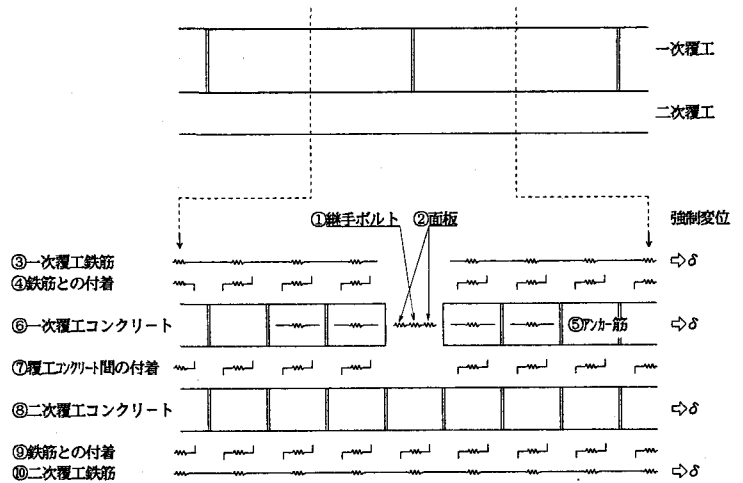 一次覆工
二次覆工
強制変位
①継手ボルト ②面板
③一次覆工鉄筋 ⇨δ
④鉄筋との付着
⑥一次覆工コンクリート ⑤アンカー筋 ⇨δ
⑦覆工コンクリート間の付着
⑧二次覆工コンクリート ⇨δ
⑨鉄筋との付着
⑩二次覆工鉄筋 ⇨δ